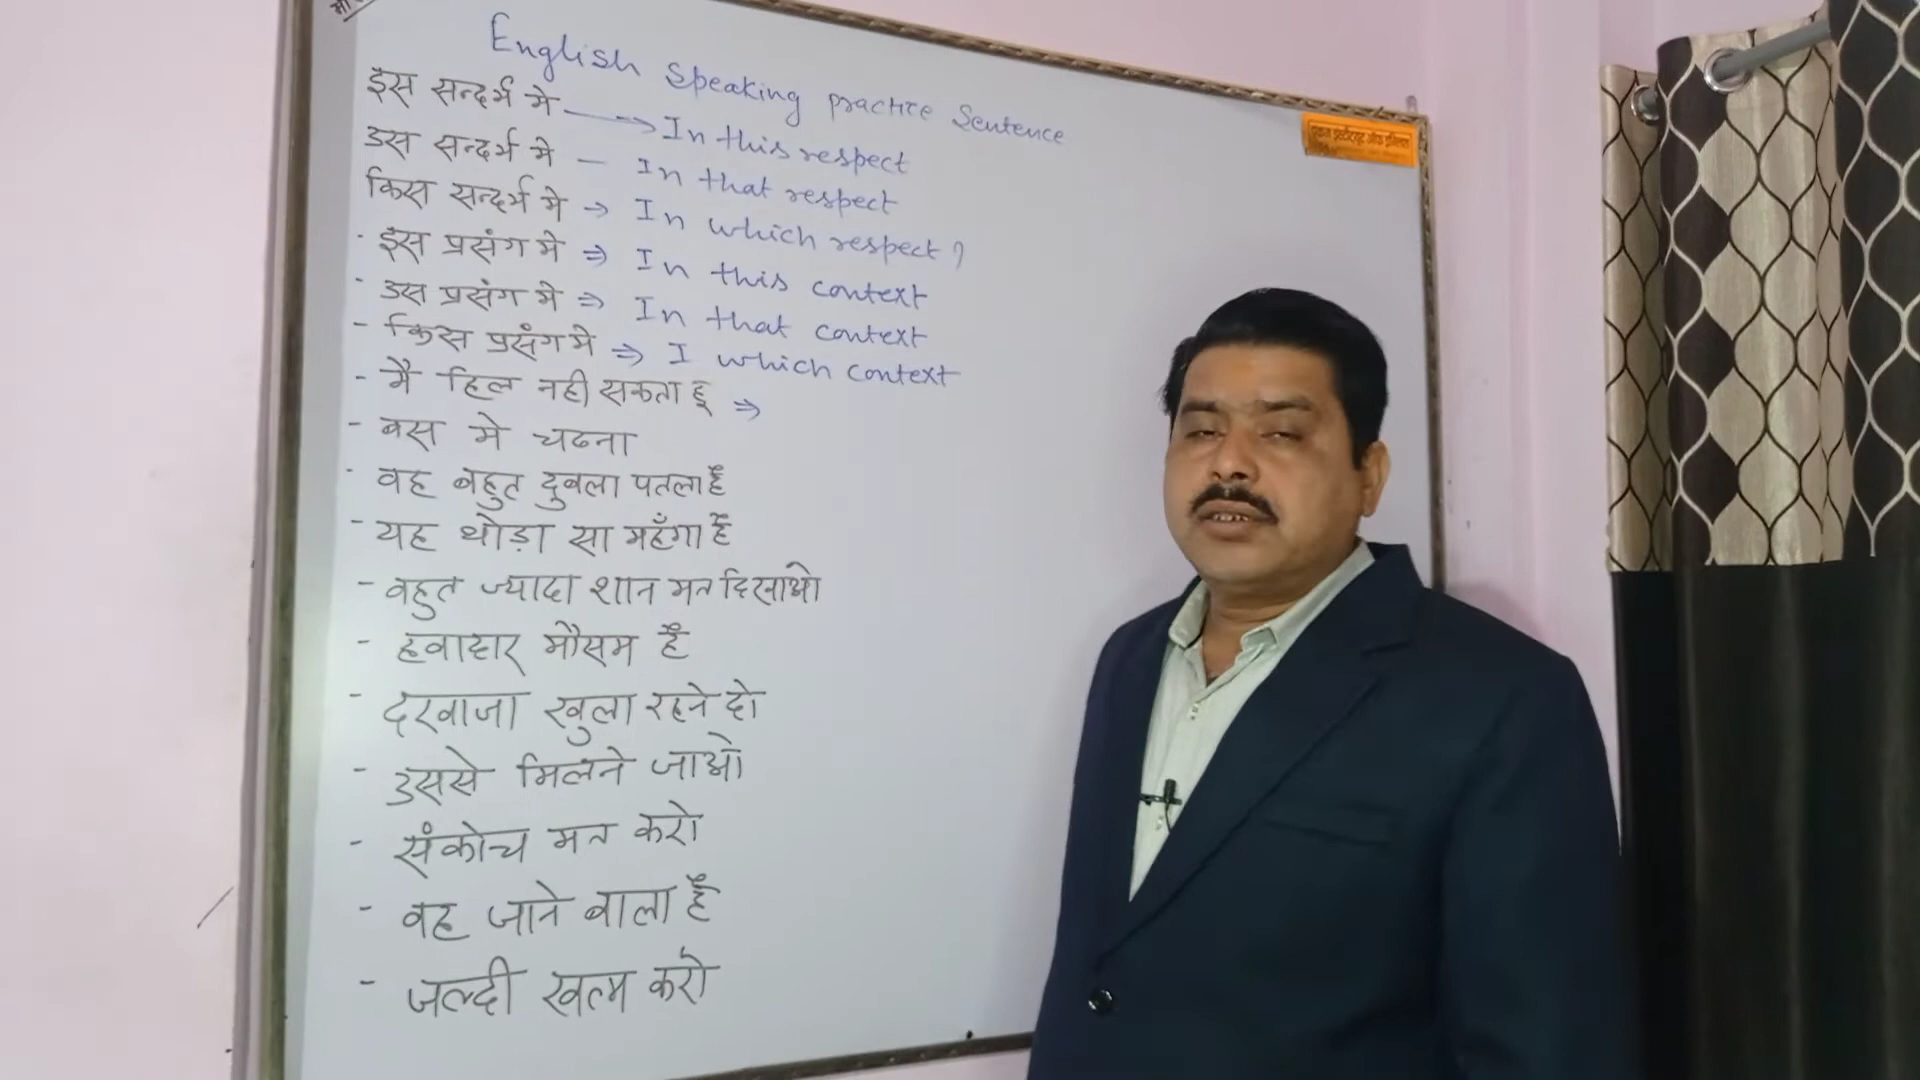 English speaking practice Sentence
इस सन्दर्भ मे —> In this respect
उस सन्दर्भ मे — In that respect
किस सन्दर्भ मे → In which respect ?
· इस प्रसंग मे ⇒ In this context
· उस प्रसंग मे ⇒ In that context
- किस प्रसंग मे ⇒ I which context
- मै हिल नही सकता हू ⇒
- बस मे चढना
- वह बहुत दुबला पतला है
- यह थोड़ा सा महँगा है
- बहुत ज्यादा शान मत दिखाओ
- हवादार मौसम है
- दरवाजा खुला रहने दो
- उससे मिलने जाओ
- संकोच मत करो
- वह जाने वाला है
- जल्दी खत्म करो